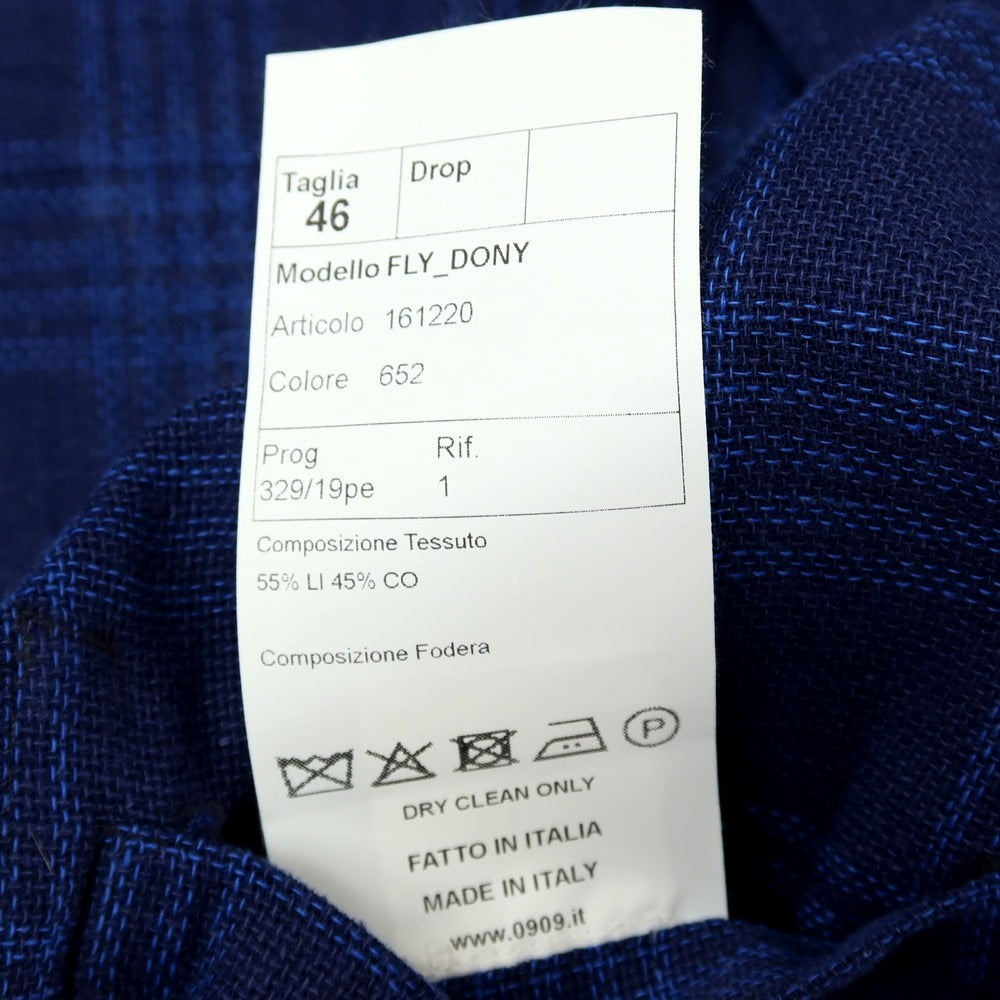 Taglia Drop
46
Modello FLY_DONY
Articolo 161220
Colore 652
Prog Rif.
329/19pe 1
Composizione Tessuto
55% LI 45% CO
Composizione Fodera
P
DRY CLEAN ONLY
FATTO IN ITALIA
MADE IN ITALY
www.0909.it